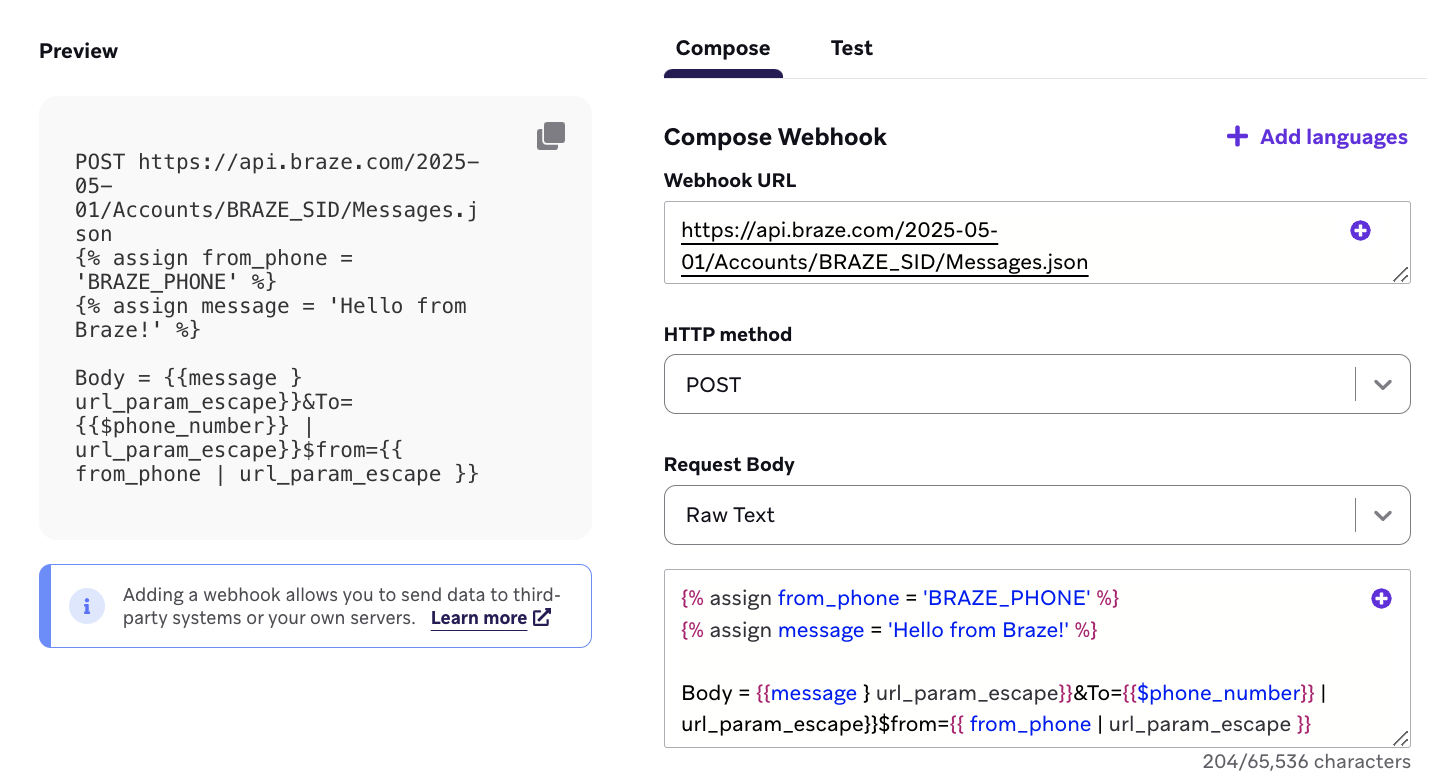 Preview
POST https://api.braze.com/2025-
05-
01/Accounts/BRAZE_SID/Messages.j
son
{% assign from_phone =
'BRAZE_PHONE' %}
{% assign message = 'Hello from
Braze!' %}
Body = {{message }
url_param_escape}}&To=
{{$phone_number}} |
url_param_escape}}$from={{
from_phone | url_param_escape }}
Adding a webhook allows you to send data to third-
party systems or your own servers. Learn more
Compose Test
Compose Webhook
Add languages
Webhook URL
https://api.braze.com/2025-05-
01/Accounts/BRAZE_SID/Messages.json
HTTP method
POST
Request Body
Raw Text
{% assign from_phone = 'BRAZE_PHONE' %}
{% assign message = 'Hello from Braze!' %}
Body = {{message } url_param_escape}}&To={{$phone_number}} |
url_param_escape}}$from={{ from_phone | url_param_escape }}
204/65,536 characters